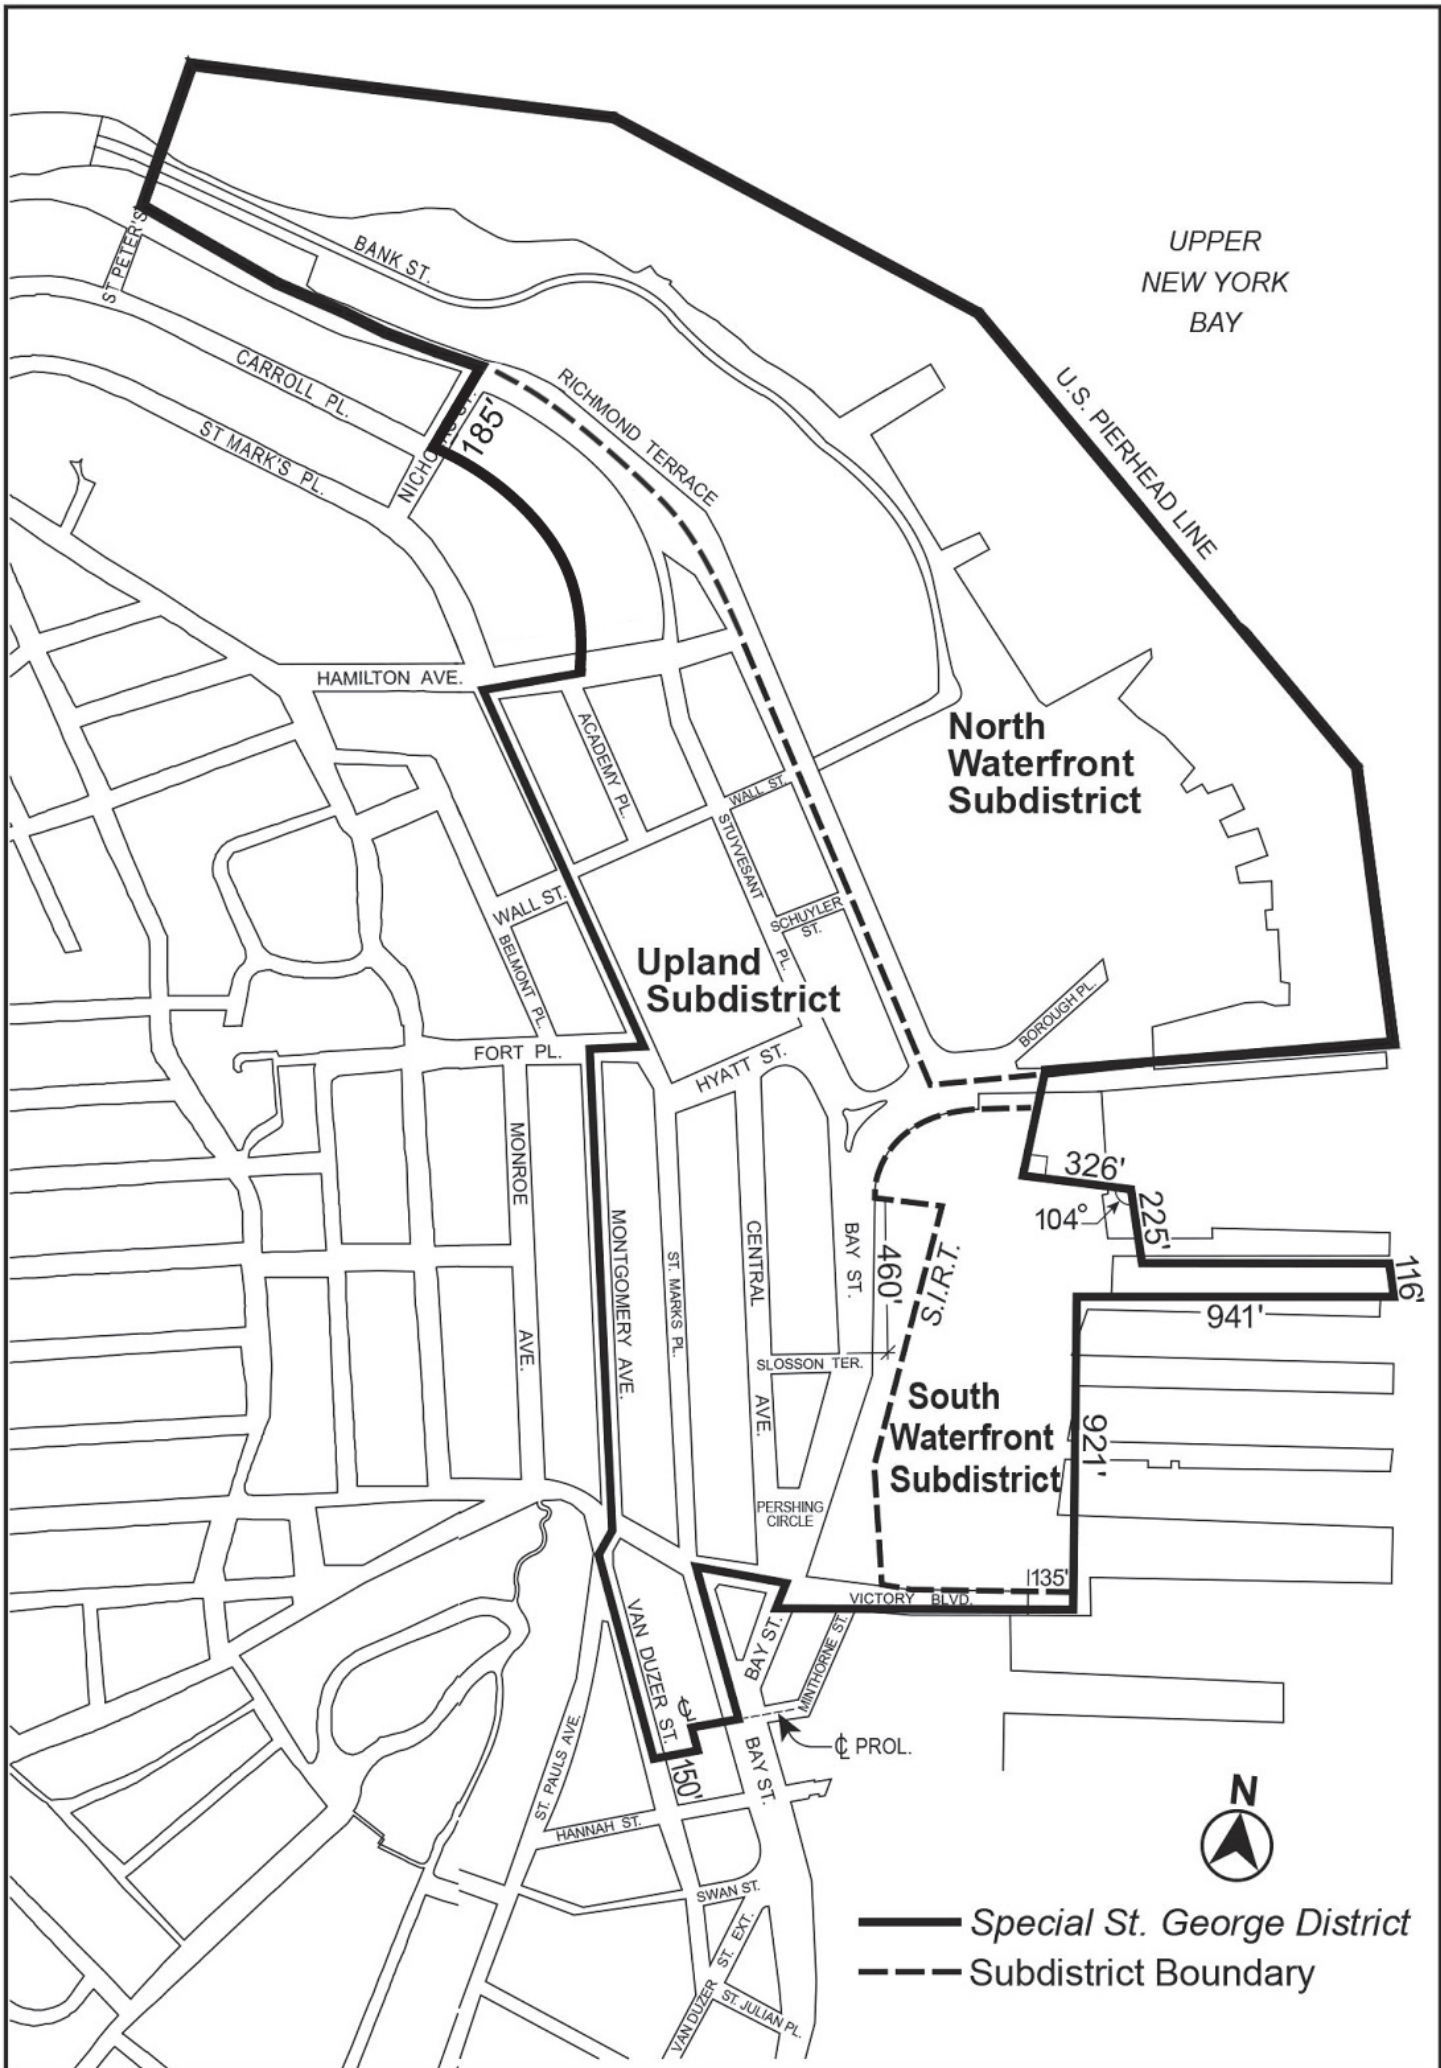 UPPER
NEW YORK
BAY
ST PETER'S
BANK ST.
CARROLL PL.
ST MARK'S PL.
185'
RICHMOND TERRACE
U.S. PIERHEAD LINE
HAMILTON AVE.
ACADEMY PL.
WALL ST.
STUYVESANT
PL.
SCHUYLER
ST.
North
Waterfront
Subdistrict
WALL ST.
BELMONT PL.
Upland
Subdistrict
BOROUGH PL.
FORT PL.
HYATT ST.
MONROE
AVE.
MONTGOMERY AVE.
ST. MARKS PL.
CENTRAL
AVE.
BAY ST.
460'
S.I.R.T.
326'
104°
225'
116'
941'
SLOSSON TER.
South
Waterfront
Subdistrict
921'
PERSHING
CIRCLE
135'
VICTORY BLVD.
VAN DUZER ST.
BAY ST.
MINTHORNE ST.
℄ PROL.
150'
BAY ST.
ST. PAULS AVE.
HANNAH ST.
SWAN ST.
VAN DUZER ST. EXT.
ST. JULIAN PL.
N
Special St. George District
Subdistrict Boundary